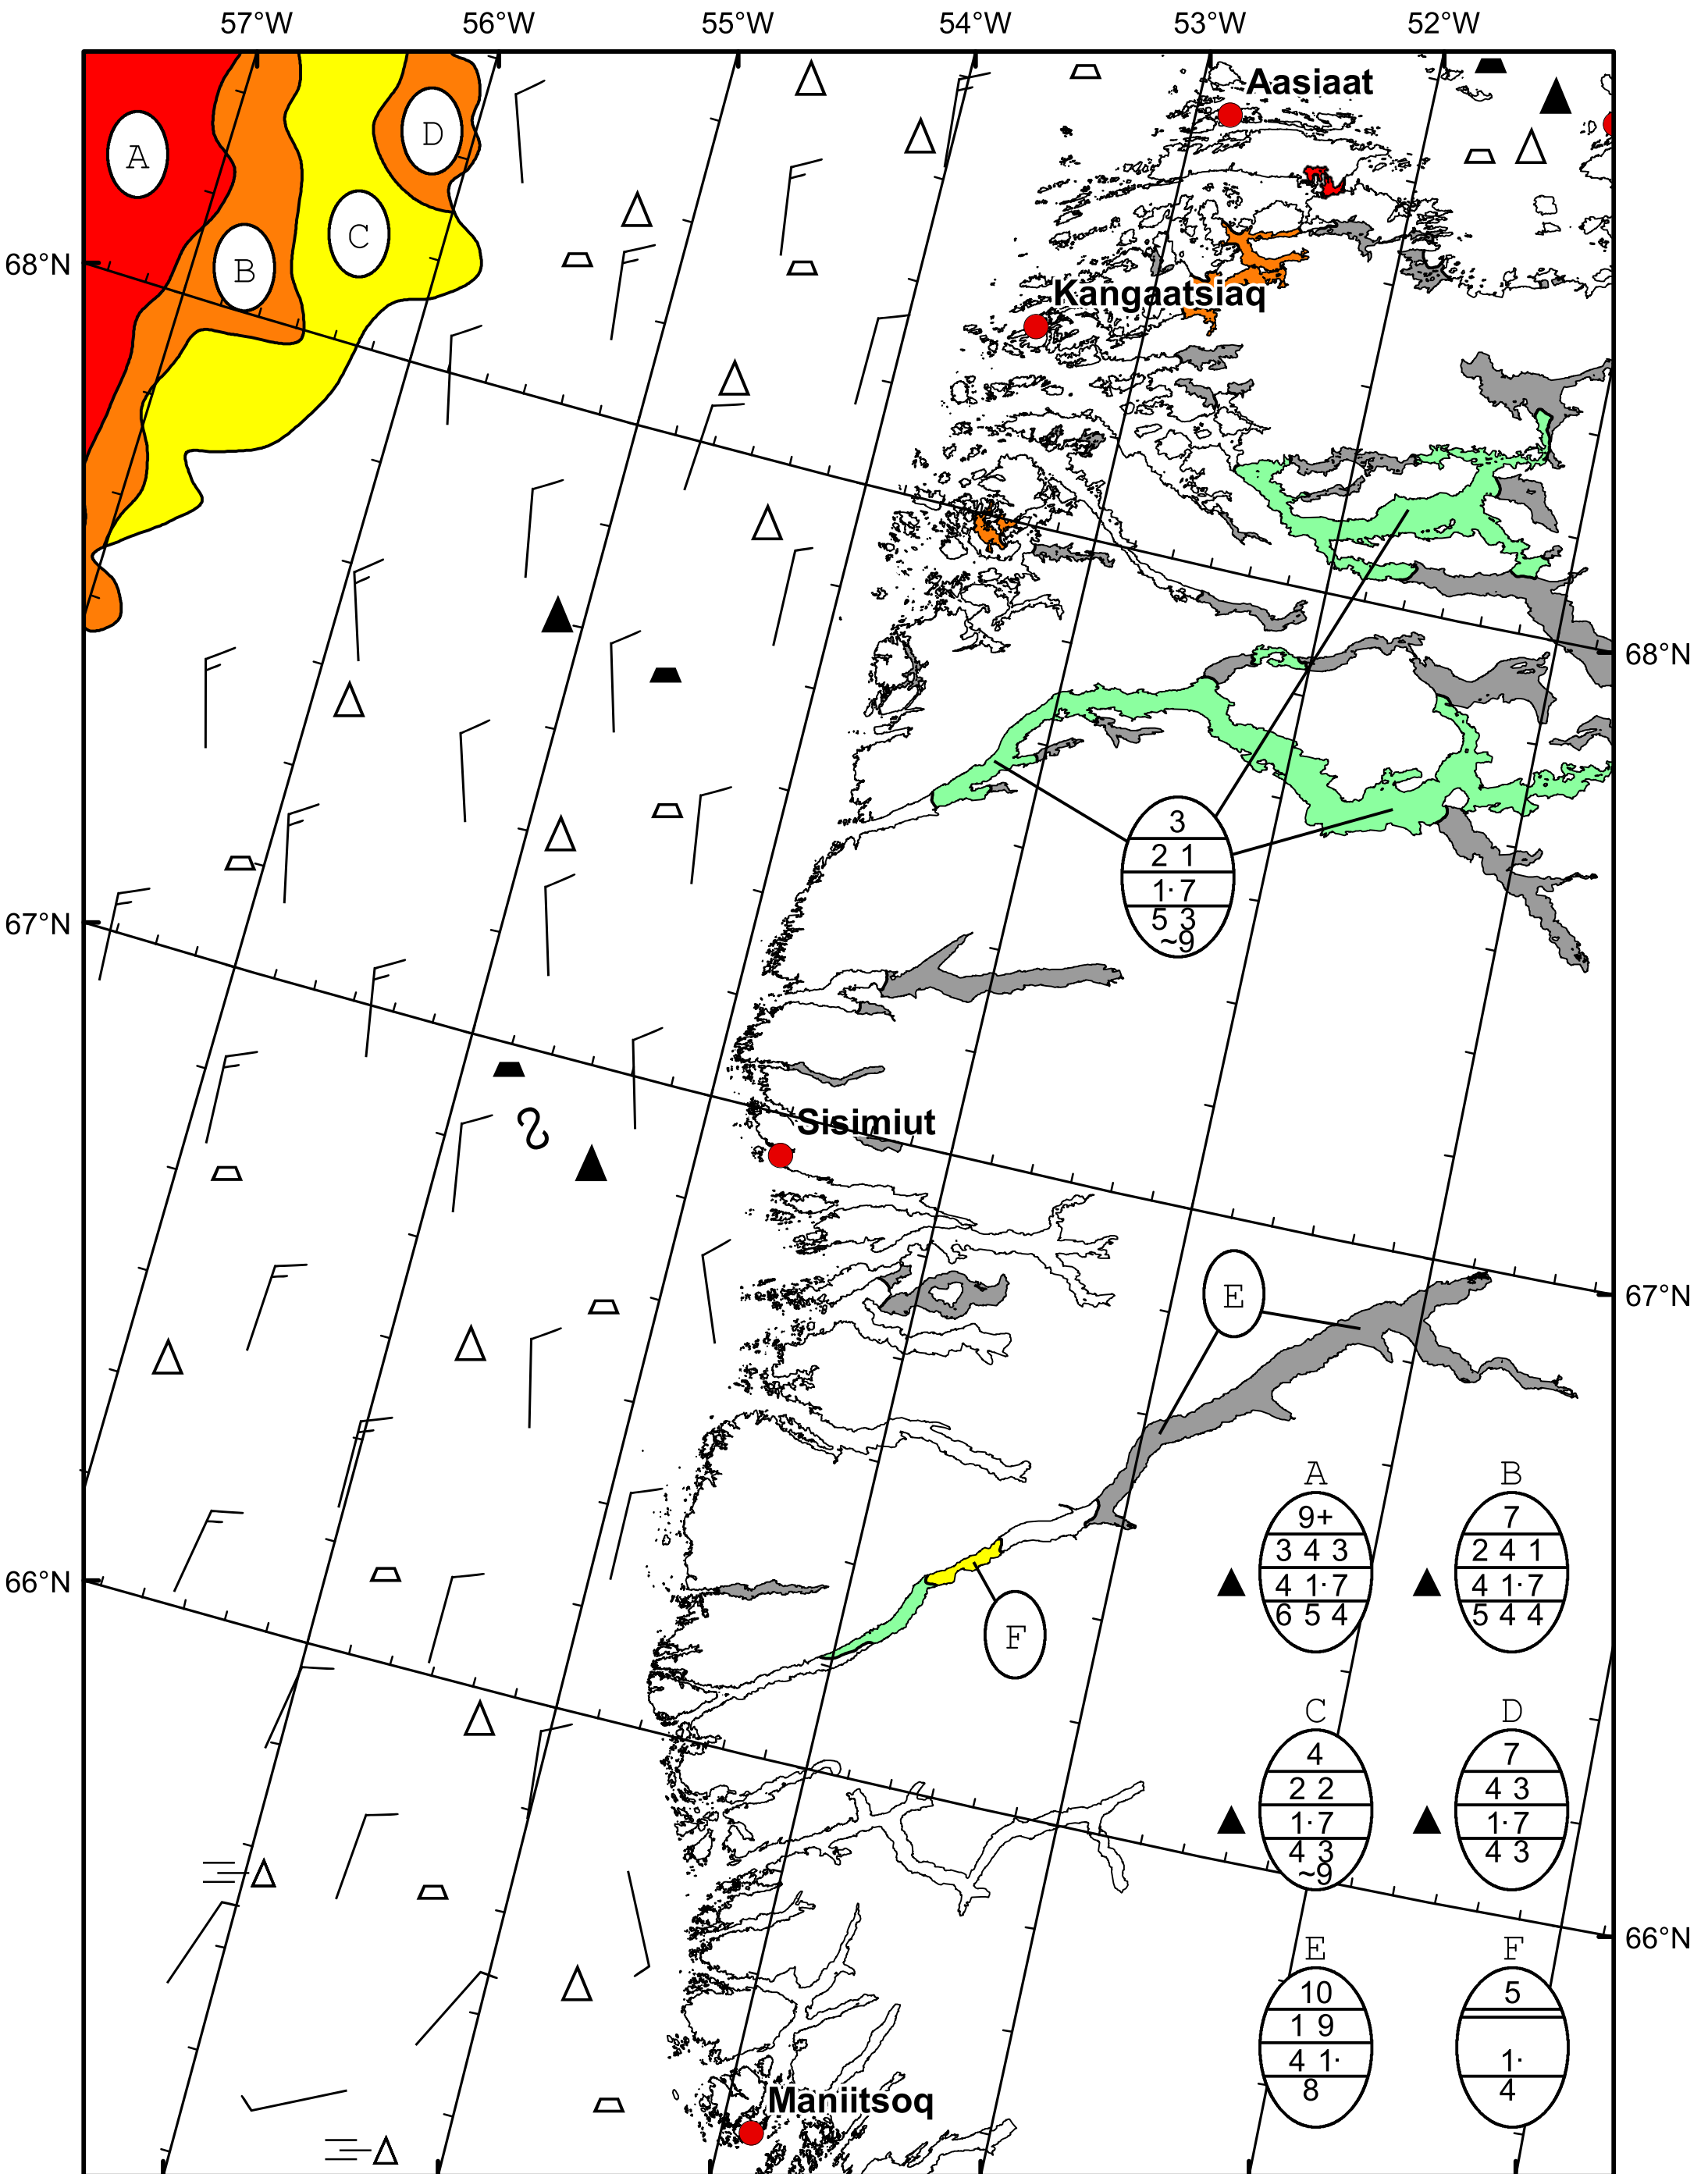 57°W 56°W 55°W 54°W 53°W 52°W
Aasiaat
A
D
D
C
B
68°N
Kangaatsiaq
68°N
3
2 1
1· 7
5 3
~9
67°N
Sisimiut
E
67°N
A B
9+ 7
3 4 3 2 4 1
4 1·7 4 1·7
6 5 4 5 4 4
66°N
F
C D
4 7
2 2 4 3
1·7 1·7
4 3 4 3
~9
66°N
E F
10 5
1 9
4 1· 1·
8 4
Maniitsoq